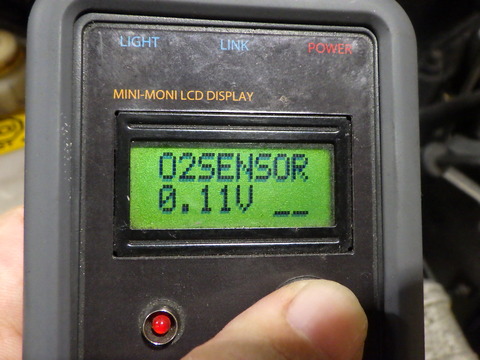 LIGHT LINK POWER
MINI-MONI LCD DISPLAY
O2SENSOR
0.11V __